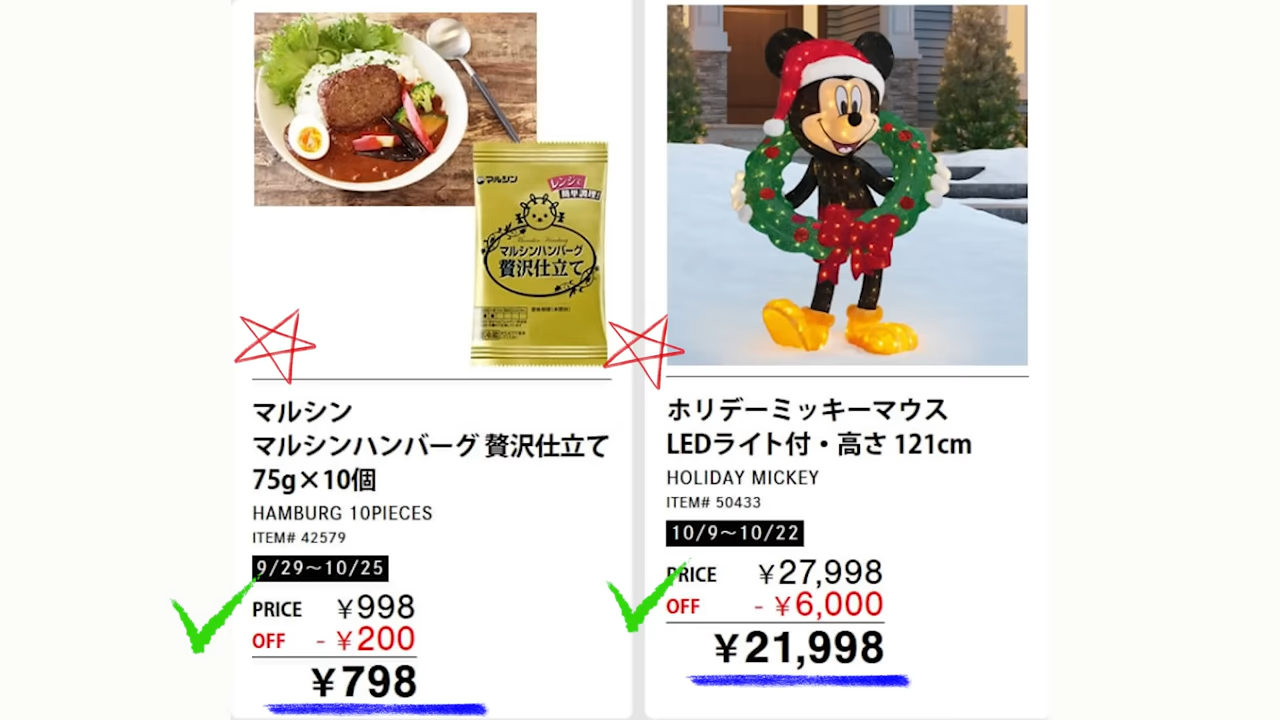 マルシン
レンジで
簡単調理!
マルシンハンバーグ
贅沢仕立て
マルシン
マルシンハンバーグ 贅沢仕立て
75g×10個
HAMBURG 10PIECES
ITEM# 42579
9/29~10/25
PRICE ¥998
OFF - ¥200
¥798
ホリデーミッキーマウス
LEDライト付・高さ 121cm
HOLIDAY MICKEY
ITEM# 50433
10/9~10/22
PRICE ¥27,998
OFF - ¥6,000
¥21,998